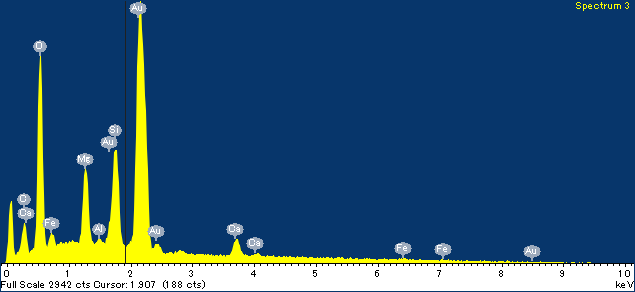 Spectrum 3
Au
O
Si
Au
Mg
C
Ca
Fe
Al
Au
Ca
Ca
Fe
Fe
Au
0 1 2 3 4 5 6 7 8 9 10
Full Scale 2942 cts Cursor: 1.907 (188 cts) keV